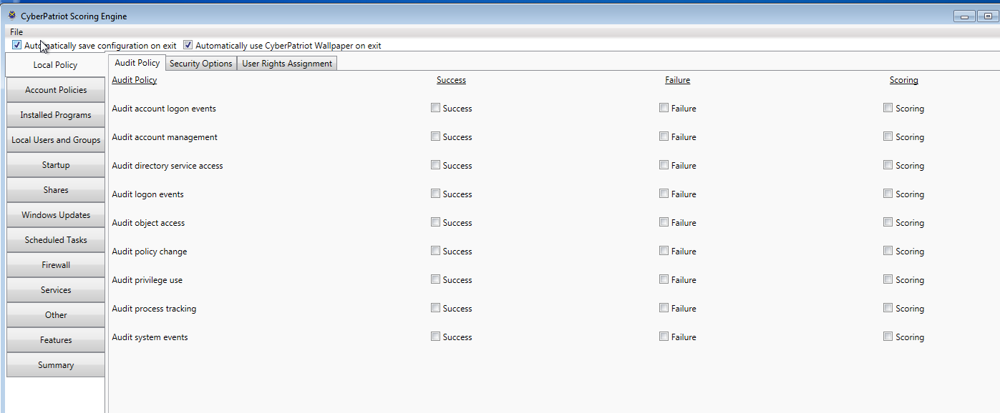 CyberPatriot Scoring Engine
File
Automatically save configuration on exit Automatically use CyberPatriot Wallpaper on exit
Local Policy
Account Policies
Installed Programs
Local Users and Groups
Startup
Shares
Windows Updates
Scheduled Tasks
Firewall
Services
Other
Features
Summary
Audit Policy Security Options User Rights Assignment
Audit Policy Success Failure Scoring
Audit account logon events Success Failure Scoring
Audit account management Success Failure Scoring
Audit directory service access Success Failure Scoring
Audit logon events Success Failure Scoring
Audit object access Success Failure Scoring
Audit policy change Success Failure Scoring
Audit privilege use Success Failure Scoring
Audit process tracking Success Failure Scoring
Audit system events Success Failure Scoring